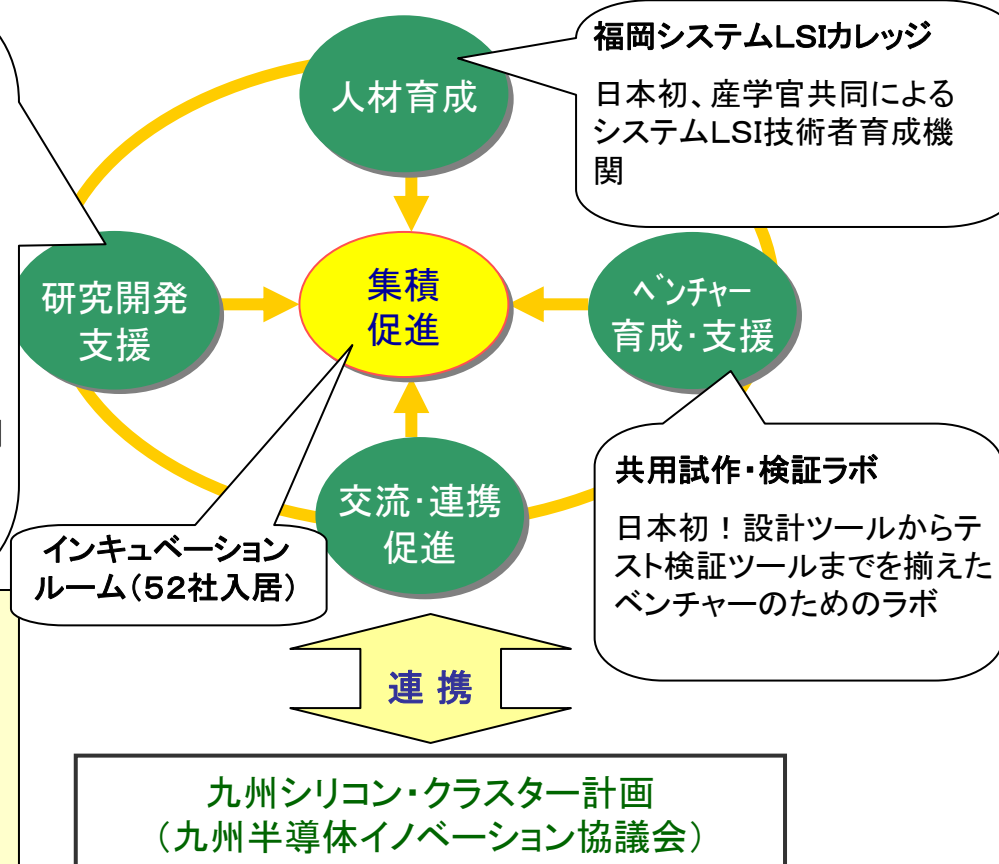 福岡システムLSIカレッジ
日本初、産学官共同による
システムLSI技術者育成機
関
人材育成
研究開発
支援
集積
促進
ベンチャー
育成・支援
交流・連携
促進
インキュベーション
ルーム(52社入居)
共用試作・検証ラボ
日本初！設計ツールからテ
スト検証ツールまでを揃えた
ベンチャーのためのラボ
連 携
九州シリコン・クラスター計画
(九州半導体イノベーション協議会)